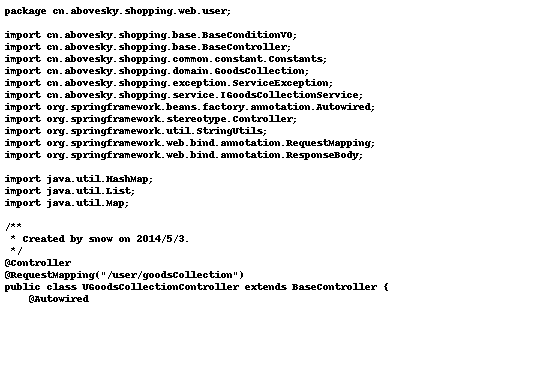 package cn.abovesky.shopping.web.user;
import cn.abovesky.shopping.base.BaseConditionVO;
import cn.abovesky.shopping.base.BaseController;
import cn.abovesky.shopping.common.constant.Constants;
import cn.abovesky.shopping.domain.GoodsCollection;
import cn.abovesky.shopping.exception.ServiceException;
import cn.abovesky.shopping.service.IGoodsCollectionService;
import org.springframework.beans.factory.annotation.Autowired;
import org.springframework.stereotype.Controller;
import org.springframework.util.StringUtils;
import org.springframework.web.bind.annotation.RequestMapping;
import org.springframework.web.bind.annotation.ResponseBody;
import java.util.HashMap;
import java.util.List;
import java.util.Map;
/**
 * Created by snow on 2014/5/3.
 */
@Controller
@RequestMapping("/user/goodsCollection")
public class UGoodsCollectionController extends BaseController {
    @Autowired